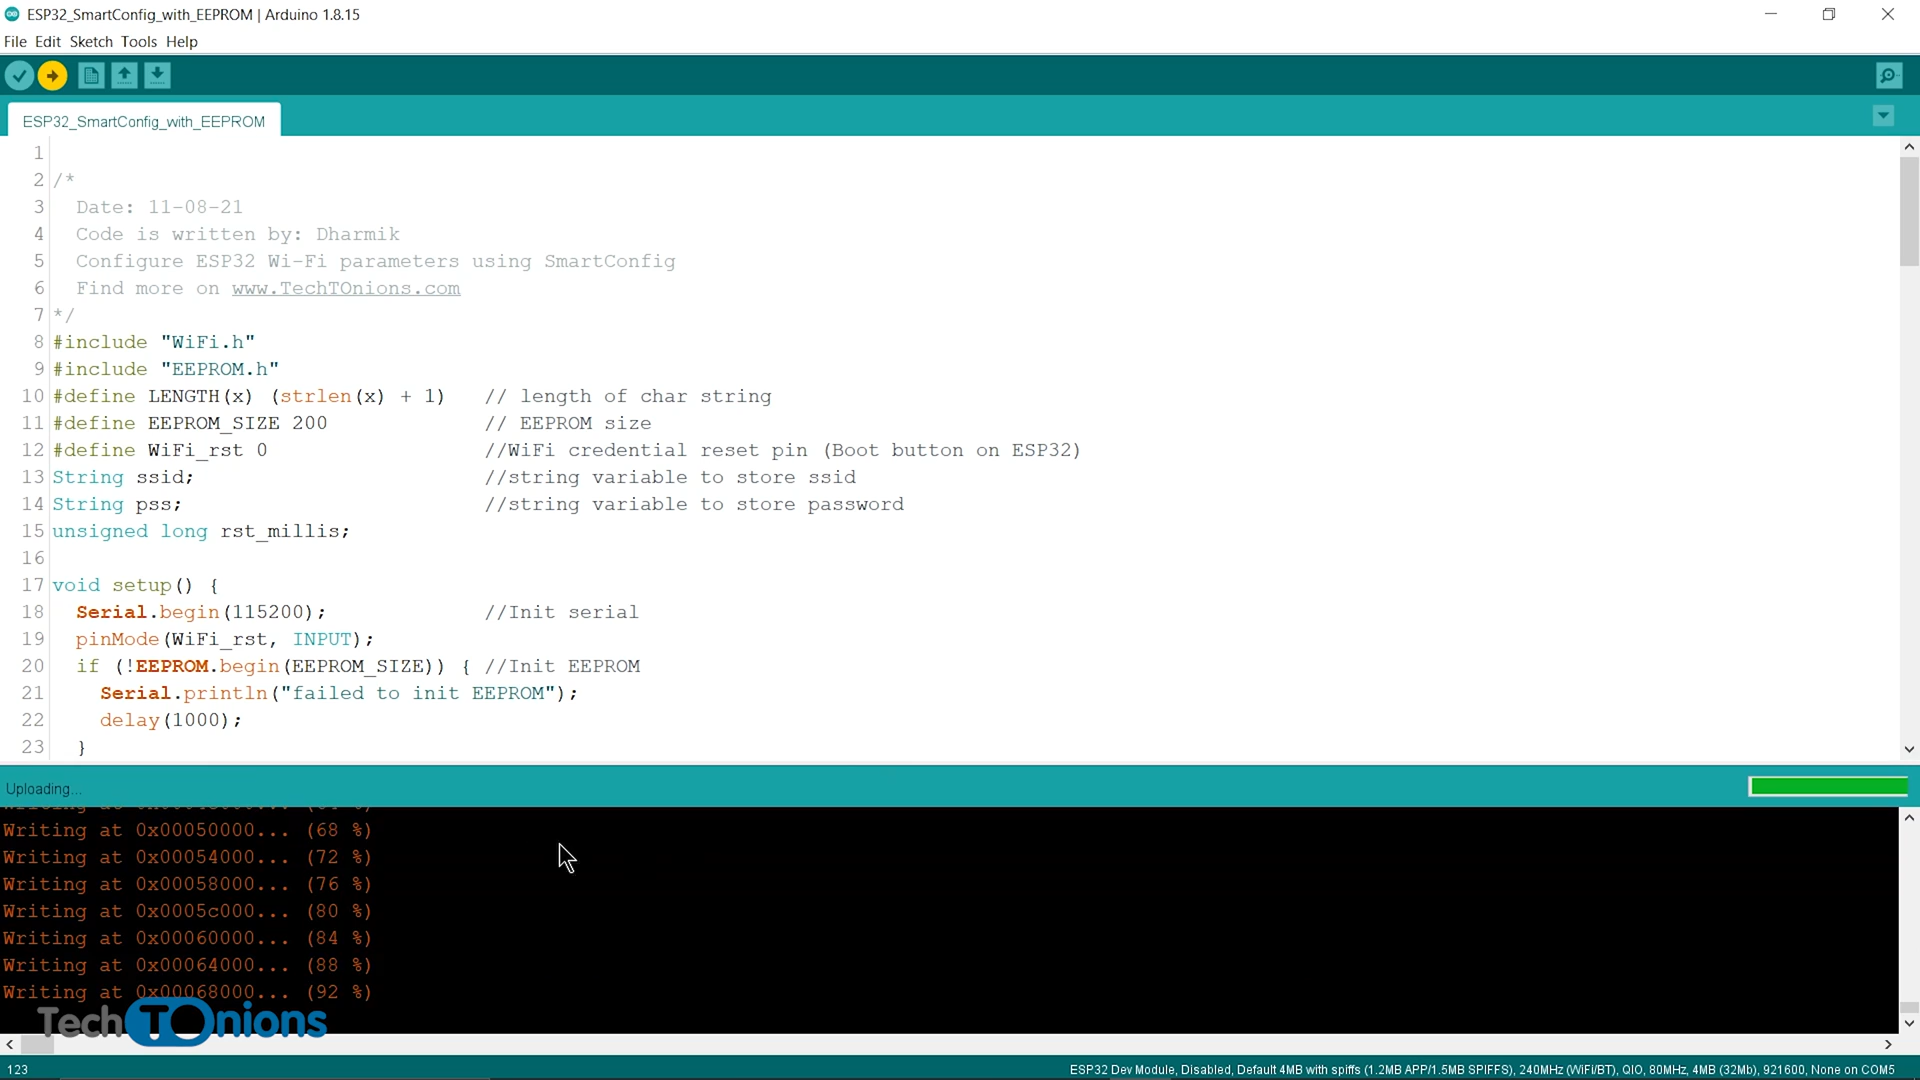 ESP32_SmartConfig_with_EEPROM | Arduino 1.8.15
File Edit Sketch Tools Help
ESP32_SmartConfig_with_EEPROM
1
2 /*
3 Date: 11-08-21
4 Code is written by: Dharmik
5 Configure ESP32 Wi-Fi parameters using SmartConfig
6 Find more on www.TechTOnions.com
7 */
8 #include "WiFi.h"
9 #include "EEPROM.h"
10 #define LENGTH(x) (strlen(x) + 1) // length of char string
11 #define EEPROM_SIZE 200 // EEPROM size
12 #define WiFi_rst 0 //WiFi credential reset pin (Boot button on ESP32)
13 String ssid; //string variable to store ssid
14 String pss; //string variable to store password
15 unsigned long rst_millis;
16
17 void setup() {
18 Serial.begin(115200); //Init serial
19 pinMode(WiFi_rst, INPUT);
20 if (!EEPROM.begin(EEPROM_SIZE)) { //Init EEPROM
21 Serial.println("failed to init EEPROM");
22 delay(1000);
23 }
Uploading...
Writing at 0x00050000... (68 %)
Writing at 0x00054000... (72 %)
Writing at 0x00058000... (76 %)
Writing at 0x0005c000... (80 %)
Writing at 0x00060000... (84 %)
Writing at 0x00064000... (88 %)
Writing at 0x00068000... (92 %)
TechTOnions
123 ESP32 Dev Module, Disabled, Default 4MB with spiffs (1.2MB APP/1.5MB SPIFFS), 240MHz (WiFi/BT), QIO, 80MHz, 4MB (32Mb), 921600, None on COM5